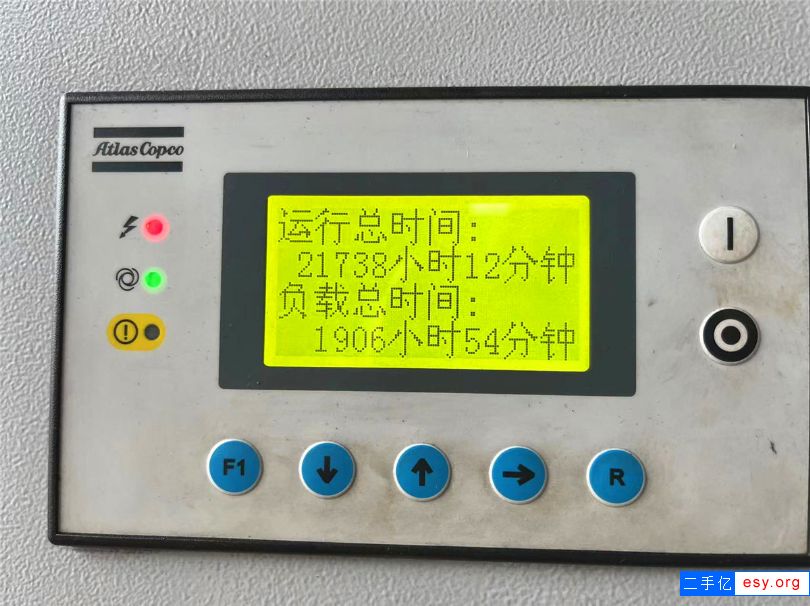 Atlas Copco
运行总时间:
21738小时12分钟
负载总时间:
1906小时54分钟
F1
R
二手亿 esy.org